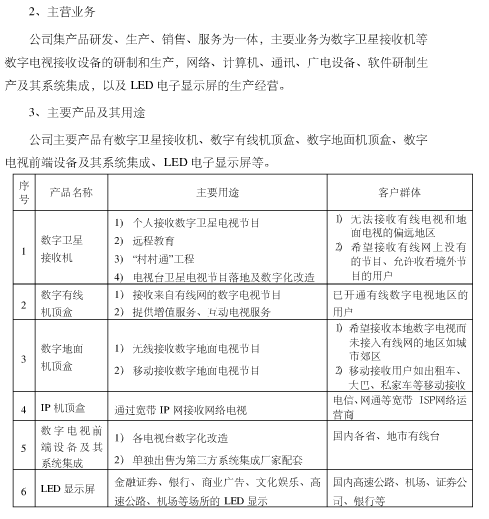 2、主营业务
公司集产品研发、生产、销售、服务为一体，主要业务为数字卫星接收机等
数字电视接收设备的研制和生产，网络、计算机、通讯、广电设备、软件研制生
产及其系统集成，以及 LED 电子显示屏的生产经营。
3、主要产品及其用途
公司主要产品有数字卫星接收机、数字有线机顶盒、数字地面机顶盒、数字
电视前端设备及其系统集成、LED 电子显示屏等。
序号 产品名称 主要用途 客户群体
1
数字卫星
接收机
1) 个人接收数字卫星电视节目
2) 远程教育
3) “村村通”工程
4) 电视台卫星电视节目落地及数字化改造
1) 无法接收有线电视和地
面电视的偏远地区
2) 希望接收有线网上没有
的节目、允许收看境外节
目的用户
2
数字有线
机顶盒
1) 接收来自有线网的数字电视节目
2) 提供增值服务、互动电视服务
已开通有线数字电视地区的
用户
3
数字地面
机顶盒
1) 无线接收数字地面电视节目
2) 移动接收数字地面电视节目
1) 希望接收本地数字电视而
未接入有线网的地区如城
市郊区
2) 移动接收用户如出租车、
大巴、私家车等移动接收
4
IP 机顶盒
通过宽带 IP 网接收网络电视
电信、网通等宽带 ISP网络运
营商
5
数字电视前
端设备及其
系统集成
1) 各电视台数字化改造
2) 单独出售为第三方系统集成厂家配套
国内各省、地市有线台
6
LED 显示屏
金融证券、银行、商业广告、文化娱乐、高
速公路、机场等场所的 LED 显示
国内高速公路、机场、证券公
司、银行等